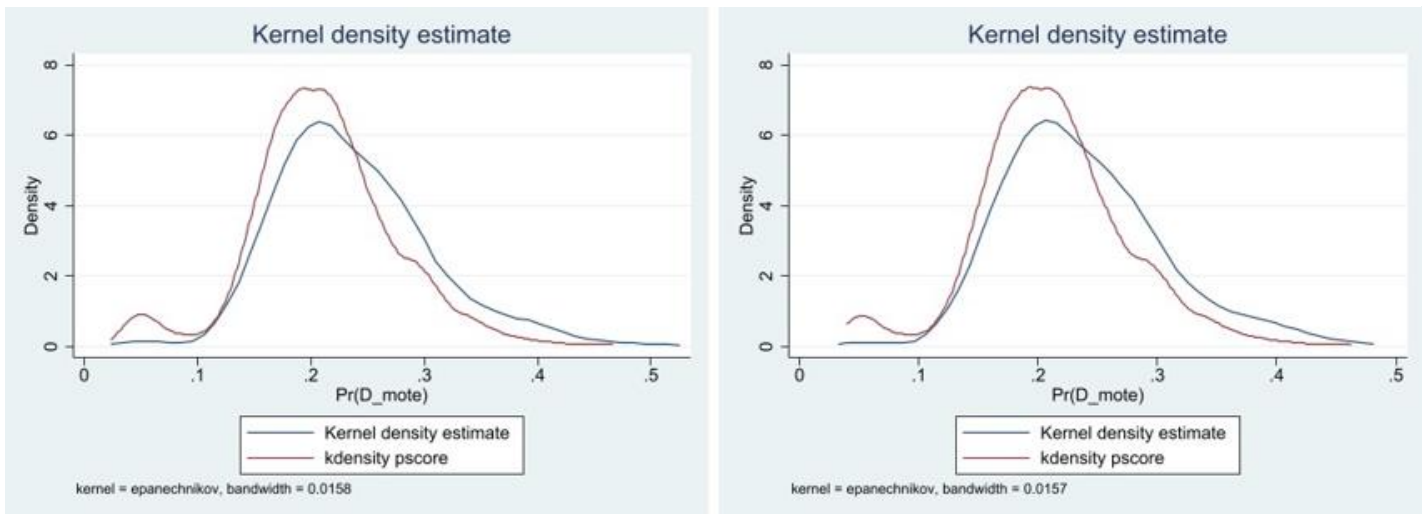 Kernel density estimate
8
6
4
2
0
Density
0 .1 .2 .3 .4 .5
Pr(D_mote)
Kernel density estimate
kdensity pscore
kernel = epanechnikov, bandwidth = 0.0158
Kernel density estimate
8
6
4
2
0
Density
0 .1 .2 .3 .4 .5
Pr(D_mote)
Kernel density estimate
kdensity pscore
kernel = epanechnikov, bandwidth = 0.0157